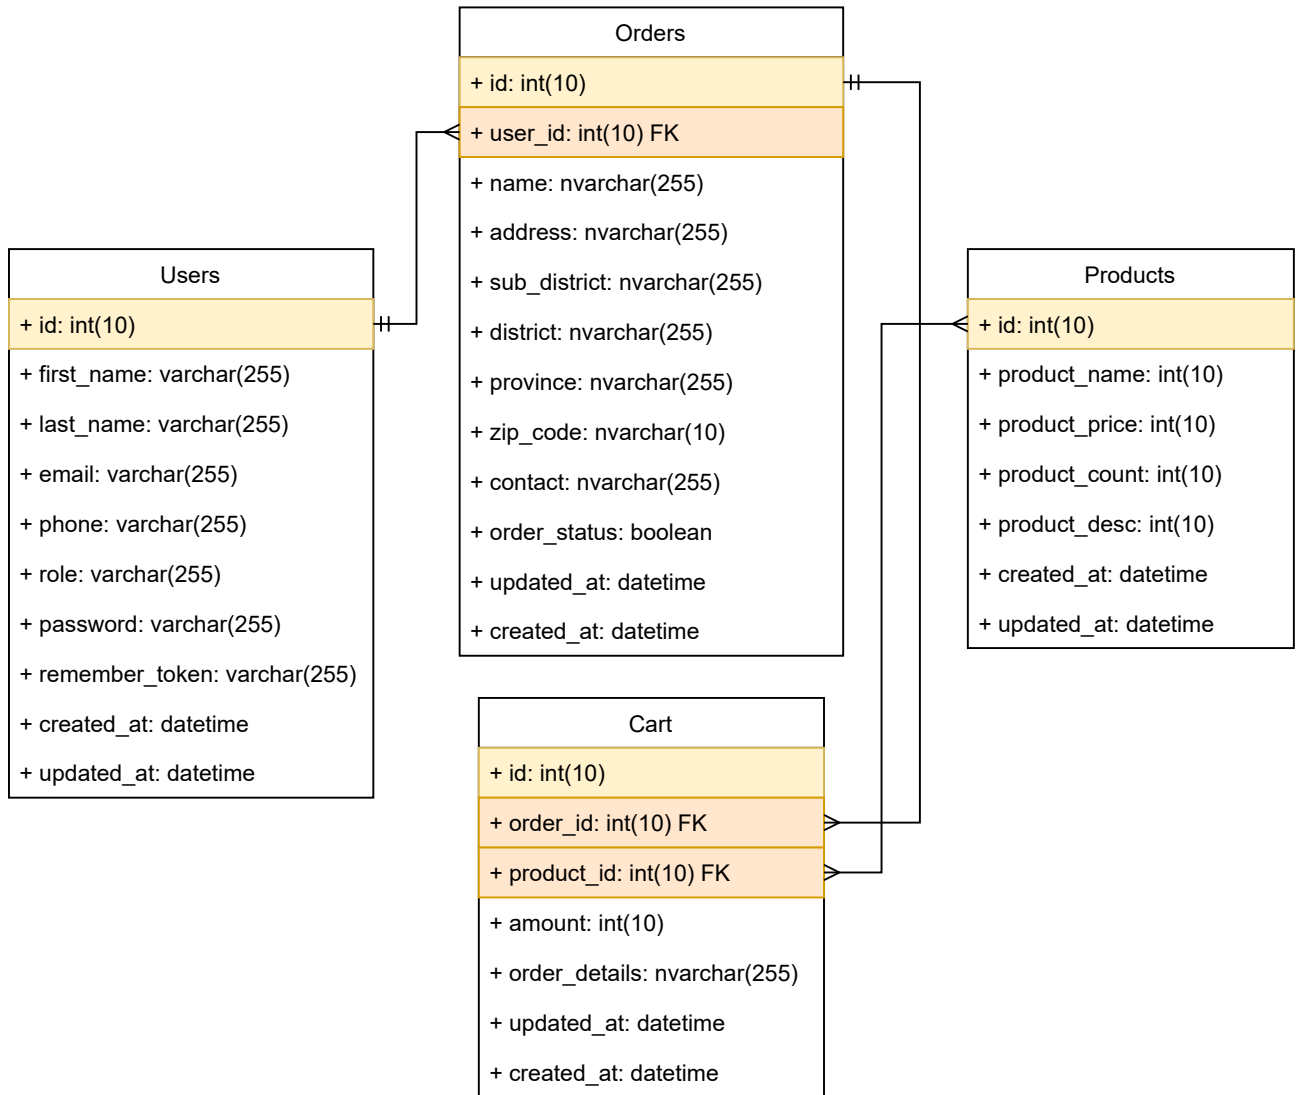 Orders
+ id: int(10)
+ user_id: int(10) FK
+ name: nvarchar(255)
+ address: nvarchar(255)
+ sub_district: nvarchar(255)
+ district: nvarchar(255)
+ province: nvarchar(255)
+ zip_code: nvarchar(10)
+ contact: nvarchar(255)
+ order_status: boolean
+ updated_at: datetime
+ created_at: datetime
Users
+ id: int(10)
+ first_name: varchar(255)
+ last_name: varchar(255)
+ email: varchar(255)
+ phone: varchar(255)
+ role: varchar(255)
+ password: varchar(255)
+ remember_token: varchar(255)
+ created_at: datetime
+ updated_at: datetime
Products
+ id: int(10)
+ product_name: int(10)
+ product_price: int(10)
+ product_count: int(10)
+ product_desc: int(10)
+ created_at: datetime
+ updated_at: datetime
Cart
+ id: int(10)
+ order_id: int(10) FK
+ product_id: int(10) FK
+ amount: int(10)
+ order_details: nvarchar(255)
+ updated_at: datetime
+ created_at: datetime